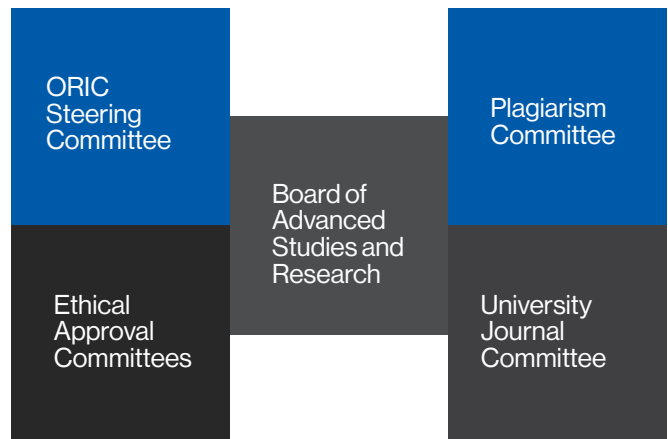 ORIC
Steering
Committee
Plagiarism
Committee
Board of
Advanced
Studies and
Research
Ethical
Approval
Committees
University
Journal
Committee